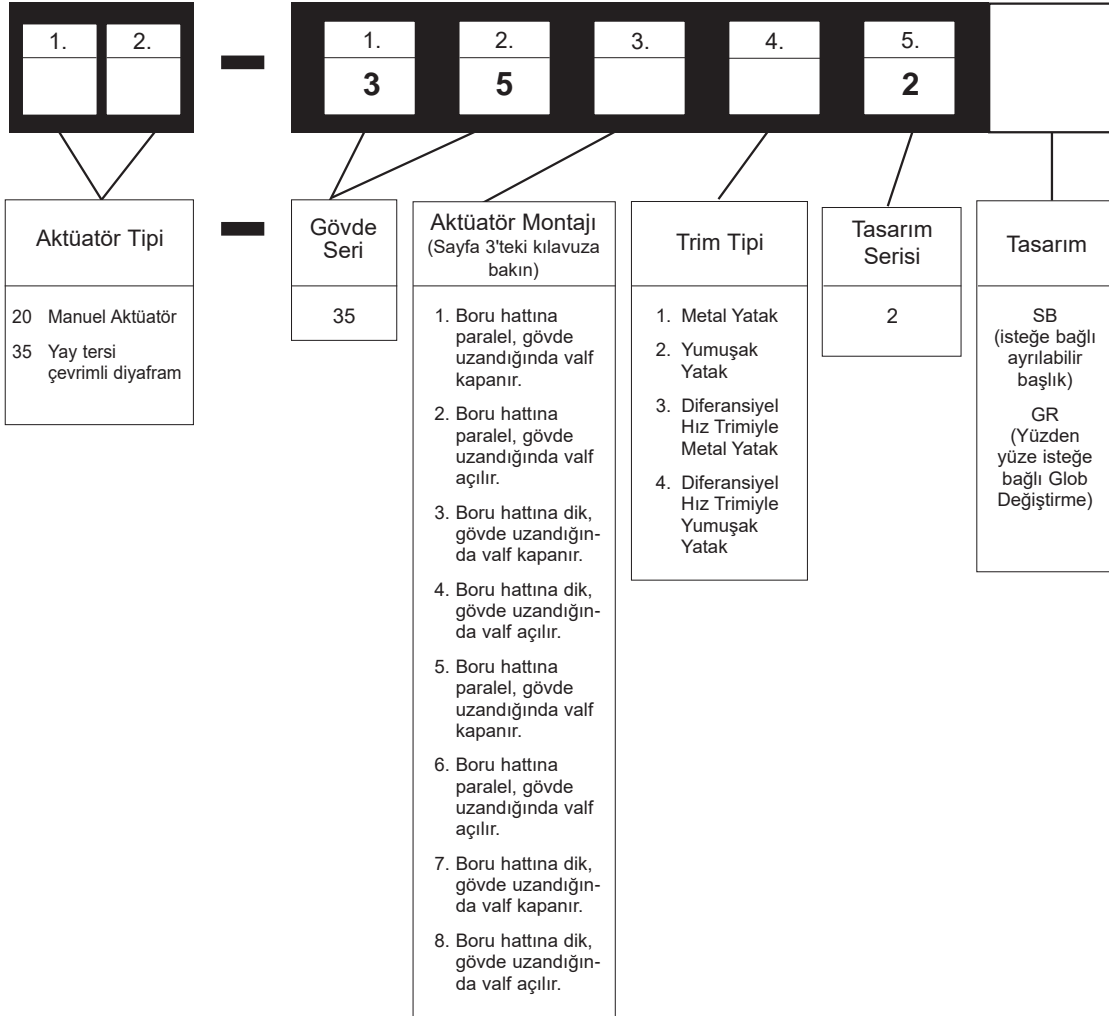 1. 2. 1. 2. 3. 4. 5.
3 5 2
Aktüatör Tipi
20 Manuel Aktüatör
35 Yay tersi
çevrimli diyafram
Gövde
Seri
35
Aktüatör Montajı
(Sayfa 3'teki kılavuza
bakın)
1. Boru hattına
paralel, gövde
uzandığında valf
kapanır.
2. Boru hattına
paralel, gövde
uzandığında valf
açılır.
3. Boru hattına dik,
gövde uzandığın-
da valf kapanır.
4. Boru hattına dik,
gövde uzandığın-
da valf açılır.
5. Boru hattına
paralel, gövde
uzandığında valf
kapanır.
6. Boru hattına
paralel, gövde
uzandığında valf
açılır.
7. Boru hattına dik,
gövde uzandığın-
da valf kapanır.
8. Boru hattına dik,
gövde uzandığın-
da valf açılır.
Trim Tipi
1. Metal Yatak
2. Yumuşak
Yatak
3. Diferansiyel
Hız Trimiyle
Metal Yatak
4. Diferansiyel
Hız Trimiyle
Yumuşak
Yatak
Tasarım
Serisi
2
Tasarım
SB
(isteğe bağlı
ayrılabilir
başlık)
GR
(Yüzden
yüze isteğe
bağlı Glob
Değiştirme)